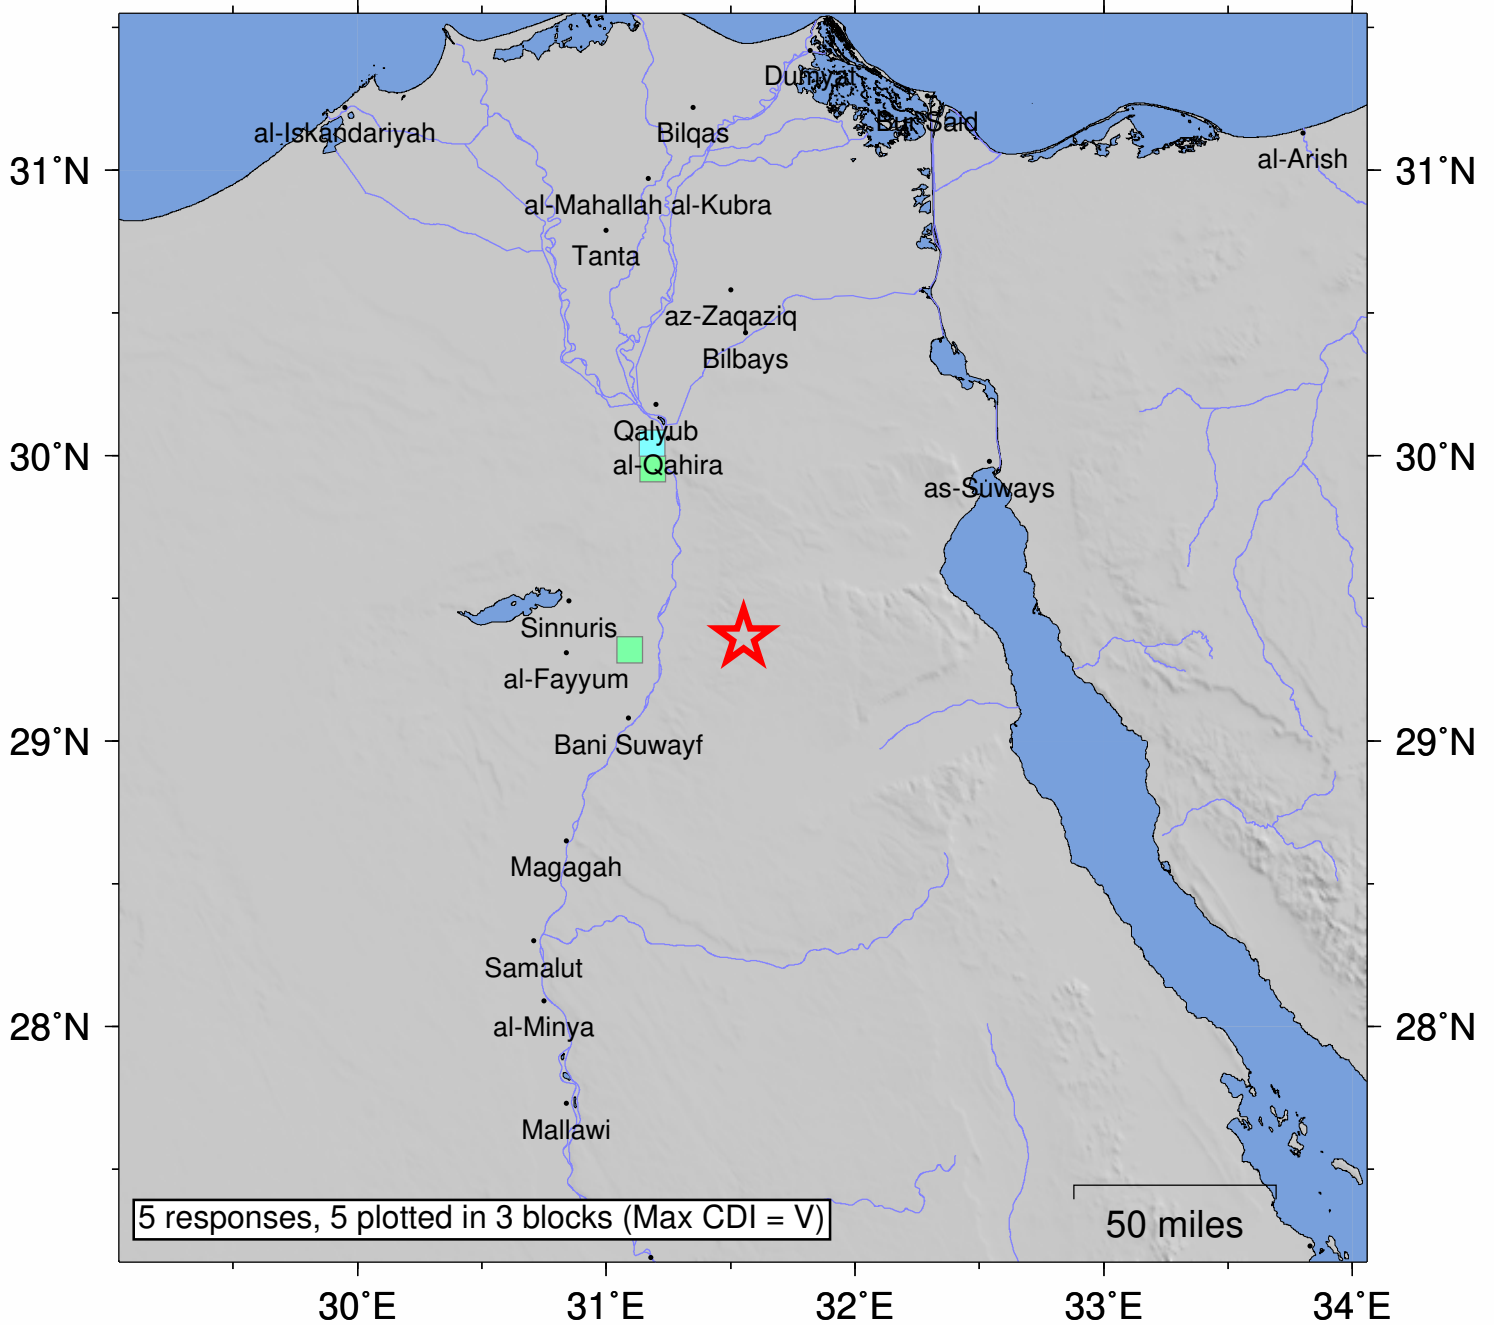 Dumyat
Bur Said
al-Iskandariyah
Bilqas
al-Arish
31˚N
31˚N
al-Mahallah al-Kubra
Tanta
az-Zaqaziq
Bilbays
Qalyub
30˚N
30˚N
al-Qahira
as-Suways
Sinnuris
al-Fayyum
29˚N
29˚N
Bani Suwayf
Magagah
Samalut
28˚N
28˚N
al-Minya
Mallawi
5 responses, 5 plotted in 3 blocks (Max CDI = V)
50 miles
30˚E
31˚E
32˚E
33˚E
34˚E